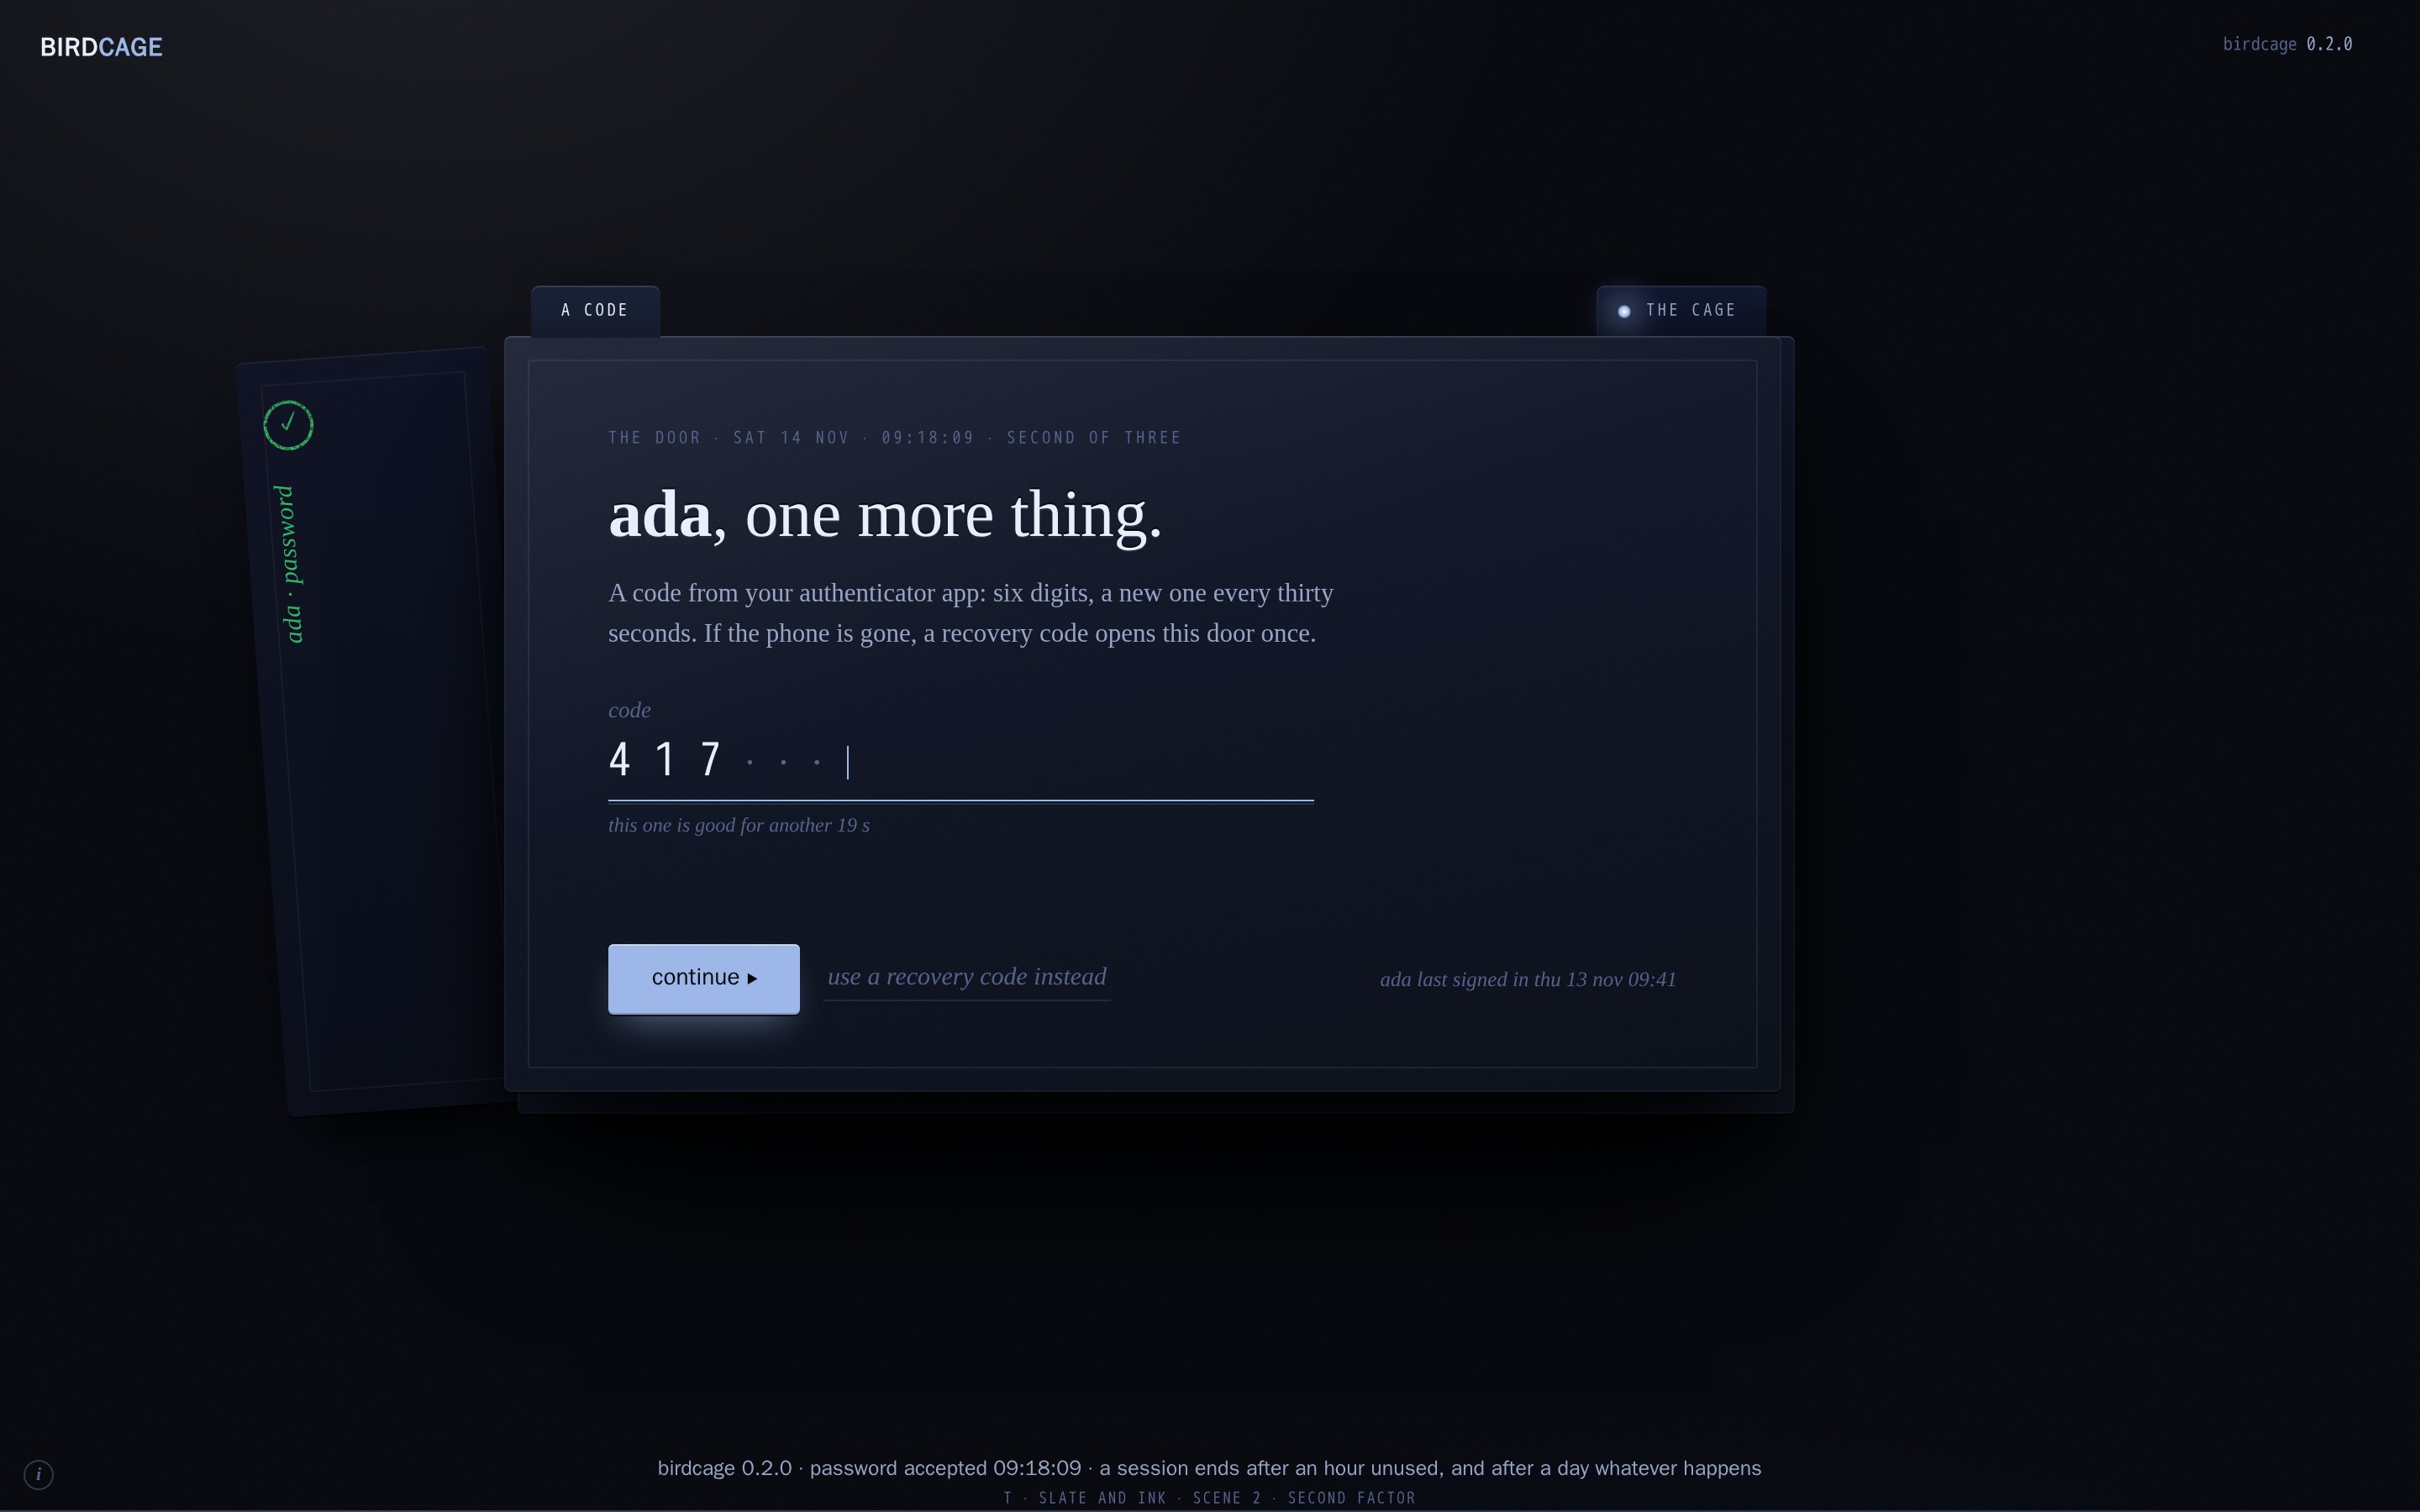 BIRDCAGE
birdcage 0.2.0
A CODE
THE CAGE
ada · password
THE DOOR · SAT 14 NOV · 09:18:09 · SECOND OF THREE
ada, one more thing.
A code from your authenticator app: six digits, a new one every thirty
seconds. If the phone is gone, a recovery code opens this door once.
code
4 1 7 · · ·
this one is good for another 19 s
continue ▸
use a recovery code instead
ada last signed in thu 13 nov 09:41
i
birdcage 0.2.0 · password accepted 09:18:09 · a session ends after an hour unused, and after a day whatever happens
T · SLATE AND INK · SCENE 2 · SECOND FACTOR